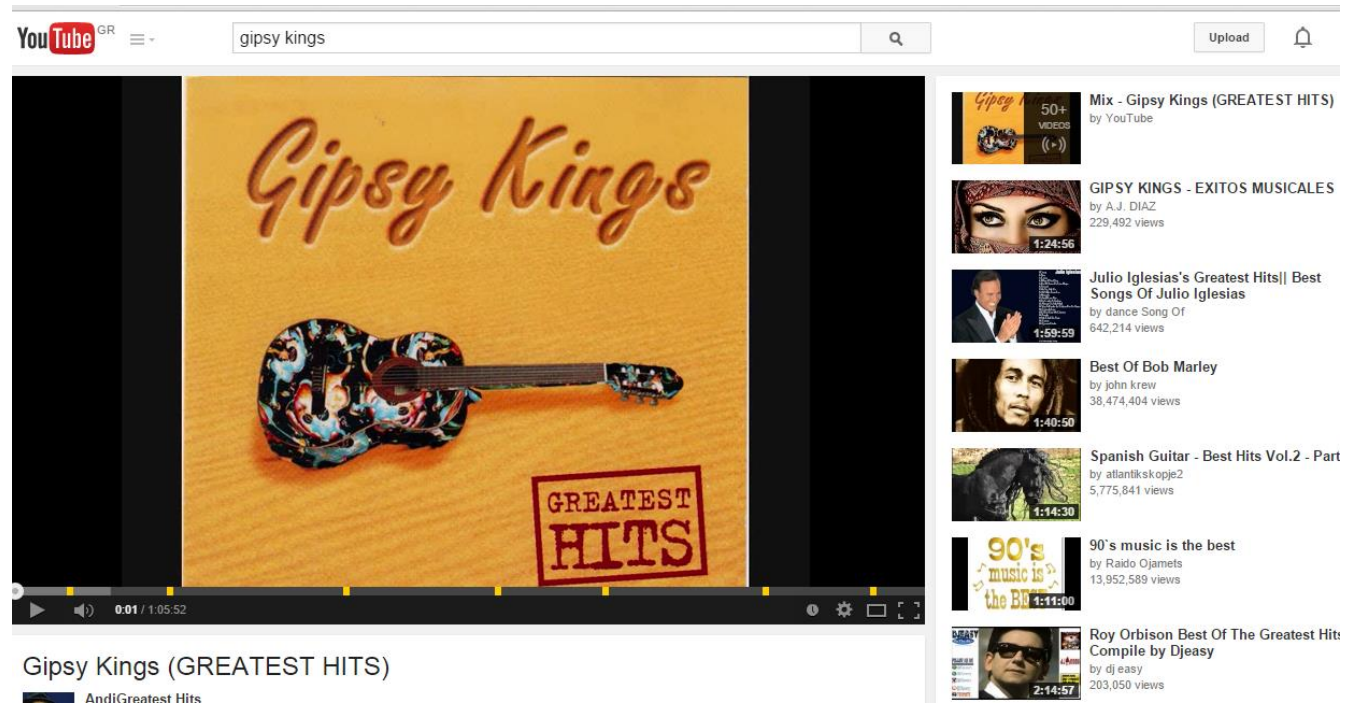 YouTube GR
gipsy kings
Upload
Gipsy Kings
GREATEST
HITS
0:01 / 1:05:52
Gipsy Kings (GREATEST HITS)
AndiGreatest Hits
Gipsy
50+
VIDEOS
Mix - Gipsy Kings (GREATEST HITS)
by YouTube
1:24:56
GIPSY KINGS - EXITOS MUSICALES
by A.J. DIAZ
229,492 views
1:59:59
Julio Iglesias's Greatest Hits|| Best
Songs Of Julio Iglesias
by dance Song Of
642,214 views
1:40:50
Best Of Bob Marley
by john krew
38,474,404 views
1:14:30
Spanish Guitar - Best Hits Vol.2 - Part
by atlantikskopje2
5,775,841 views
90's
music is
the BEST
1:11:00
90`s music is the best
by Raido Ojamets
13,952,589 views
DJEASY
2:14:57
Roy Orbison Best Of The Greatest Hits
Compile by Djeasy
by dj easy
203,050 views